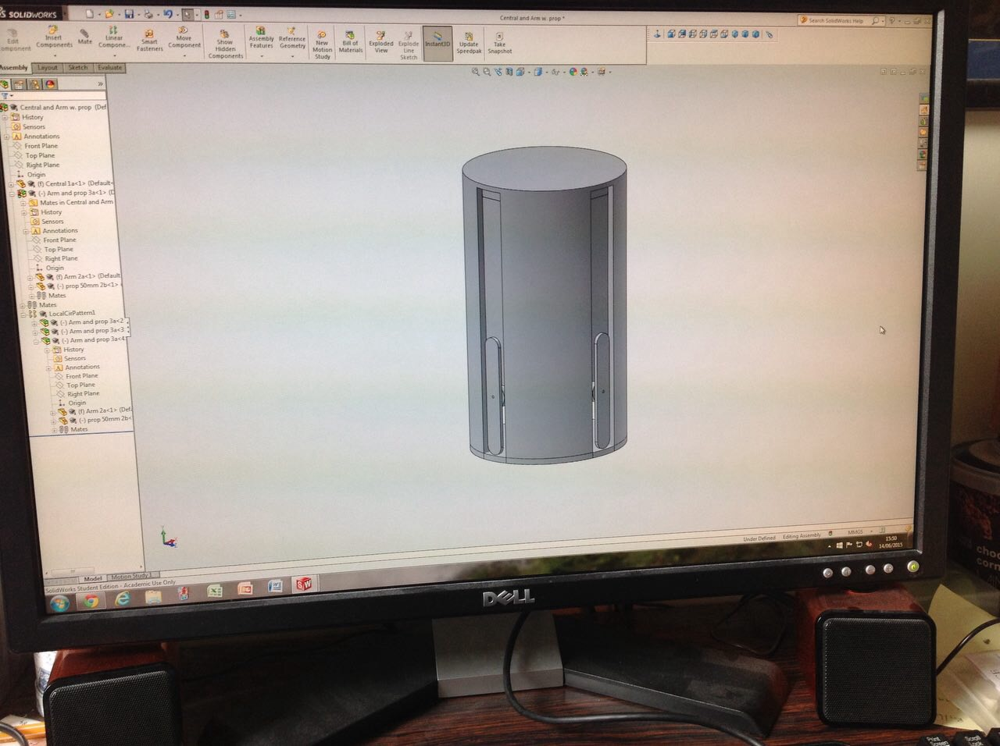 SOLIDWORKS
Central and Arm w. prop *
Search SolidWorks Help
Edit Component
Insert Components
Mate
Linear Compone...
Smart Fasteners
Move Component
Show Hidden Components
Assembly Features
Reference Geometry
New Motion Study
Bill of Materials
Exploded View
Explode Line Sketch
Instant3D
Update Speedpak
Take Snapshot
Assembly Layout Sketch Evaluate
Central and Arm w. prop (Def
History
Sensors
Annotations
Front Plane
Top Plane
Right Plane
Origin
(f) Central 1a<1> (Default<
(-) Arm and prop 3a<1> (D
Mates in Central and Arm
History
Sensors
Annotations
Front Plane
Top Plane
Right Plane
Origin
(f) Arm 2a<1> (Default
(-) prop 50mm 2b<1>
Mates
Mates
LocalCirPattern1
(-) Arm and prop 3a<2
(-) Arm and prop 3a<3
(-) Arm and prop 3a<4
History
Sensors
Annotations
Front Plane
Top Plane
Right Plane
Origin
(f) Arm 2a<1> (Def
(-) prop 50mm 2b<
Mates
Under Defined Editing Assembly MMGS
15:50
14/06/2015
Model Motion Study 1
SolidWorks Student Edition - Academic Use Only
DELL
choc
corn
Print Screen
Scroll Lock